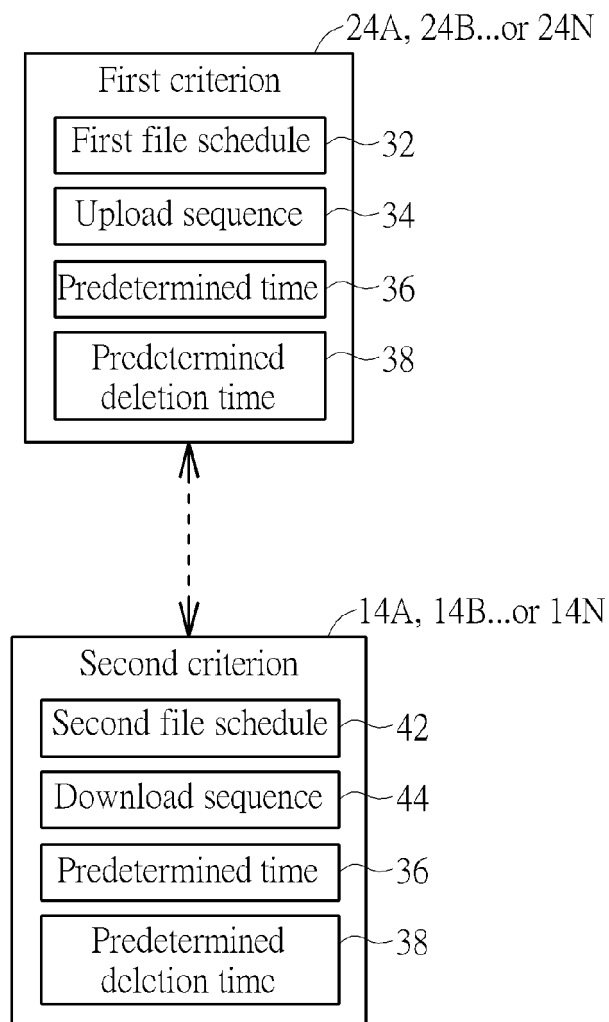 24A, 24B...or 24N
First criterion
First file schedule
32
Upload sequence
34
Predetermined time
36
Predetermined
deletion time
38
14A, 14B...or 14N
Second criterion
Second file schedule
42
Download sequence
44
Predetermined time
36
Predetermined
deletion time
38